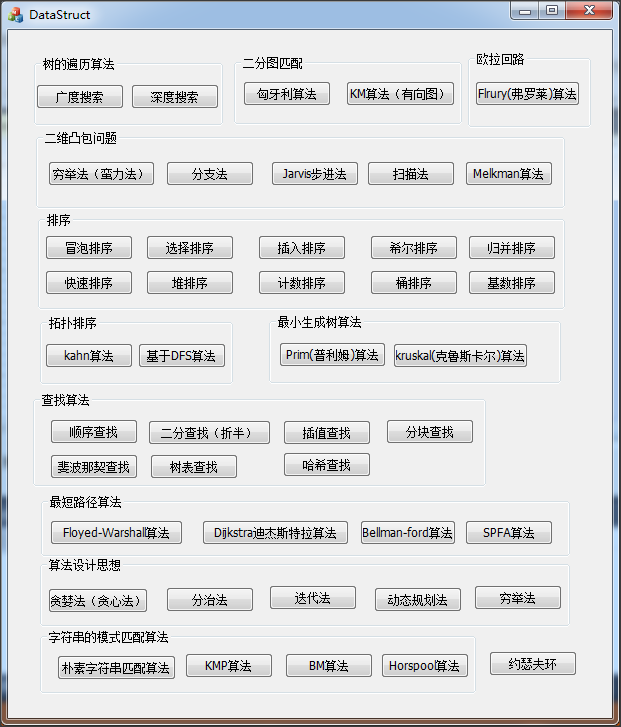 DataStruct
树的遍历算法
广度搜索 深度搜索
二分图匹配
匈牙利算法 KM算法（有向图）
欧拉回路
Flrury(弗罗莱)算法
二维凸包问题
穷举法（蛮力法） 分支法 Jarvis步进法 扫描法 Melkman算法
排序
冒泡排序 选择排序 插入排序 希尔排序 归并排序
快速排序 堆排序 计数排序 桶排序 基数排序
拓扑排序
kahn算法 基于DFS算法
最小生成树算法
Prim(普利姆)算法 kruskal(克鲁斯卡尔)算法
查找算法
顺序查找 二分查找（折半） 插值查找 分块查找
斐波那契查找 树表查找 哈希查找
最短路径算法
Floyed-Warshall算法 Dijkstra迪杰斯特拉算法 Bellman-ford算法 SPFA算法
算法设计思想
贪婪法（贪心法） 分治法 迭代法 动态规划法 穷举法
字符串的模式匹配算法
朴素字符串匹配算法 KMP算法 BM算法 Horspool算法
约瑟夫环